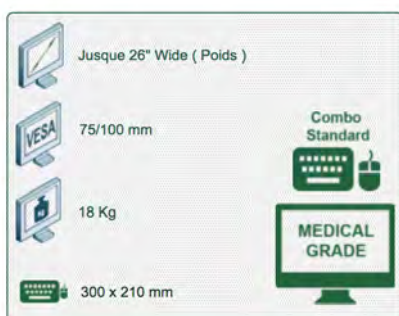 Jusque 26" Wide ( Poids )
VESA
75/100 mm
18 Kg
300 x 210 mm
Combo
Standard
MEDICAL
GRADE